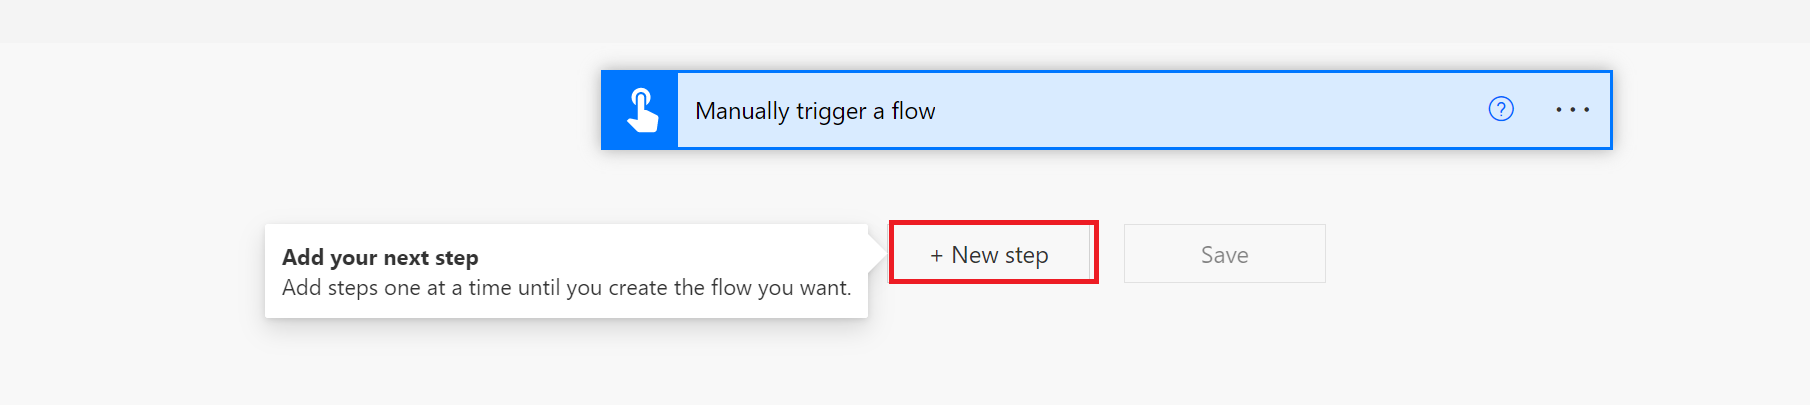 Manually trigger a flow
?
...
Add your next step
Add steps one at a time until you create the flow you want.
+ New step
Save